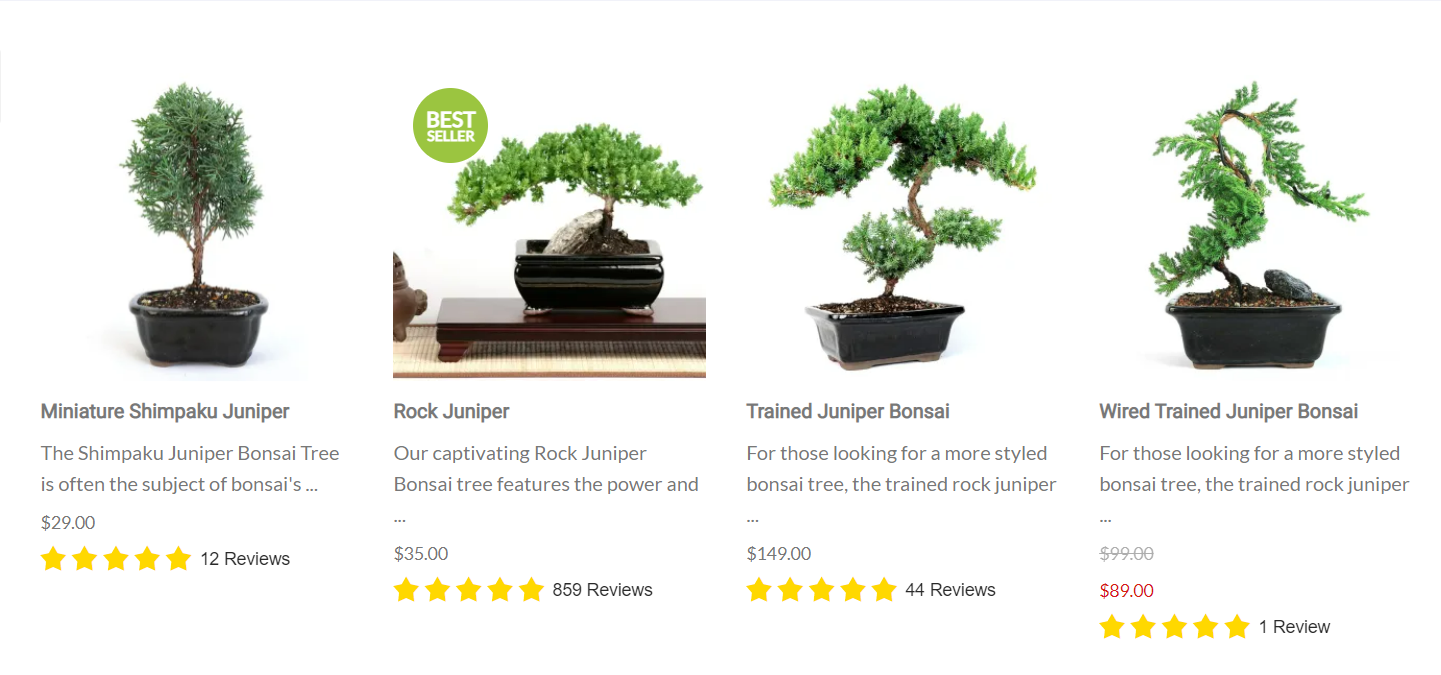 BEST
SELLER
Miniature Shimpaku Juniper
The Shimpaku Juniper Bonsai Tree
is often the subject of bonsai's ...
$29.00
12 Reviews
Rock Juniper
Our captivating Rock Juniper
Bonsai tree features the power and
...
$35.00
859 Reviews
Trained Juniper Bonsai
For those looking for a more styled
bonsai tree, the trained rock juniper
...
$149.00
44 Reviews
Wired Trained Juniper Bonsai
For those looking for a more styled
bonsai tree, the trained rock juniper
...
$99.00
$89.00
1 Review